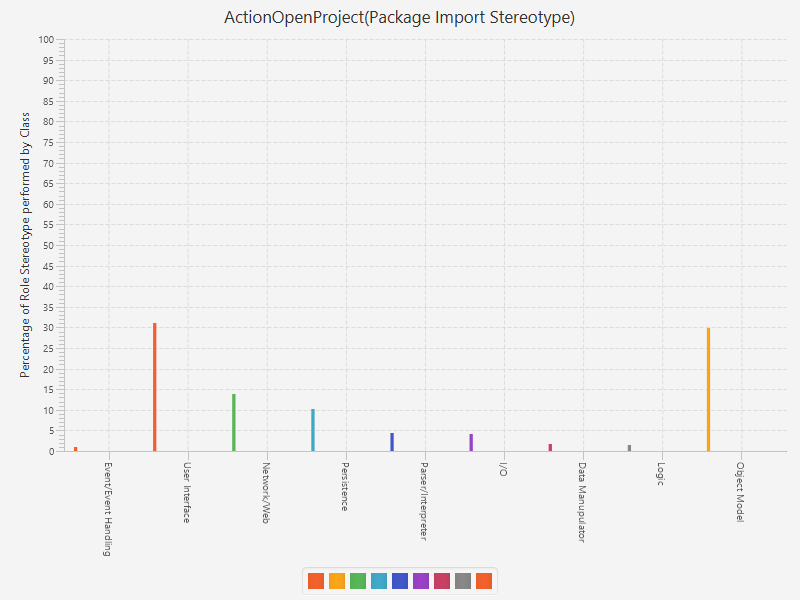 ActionOpenProject(Package Import Stereotype)
Percentage of Role Stereotype performed by Class
100
95
90
85
80
75
70
65
60
55
50
45
40
35
30
25
20
15
10
5
0
Event/Event Handling
User Interface
Network/Web
Persistence
Parser/Interpreter
I/O
Data Manupulator
Logic
Object Model